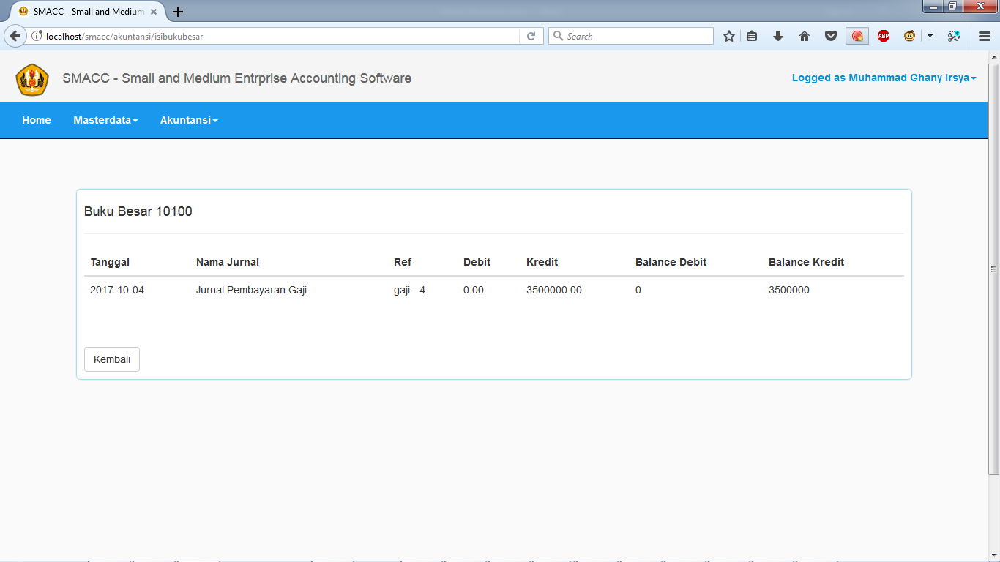 SMACC - Small and Medium
localhost/smacc/akuntansi/isibukubesar
Search
ABP
SMACC - Small and Medium Entrprise Accounting Software
Logged as Muhammad Ghany Irsya
Home Masterdata Akuntansi
Buku Besar 10100
Tanggal Nama Jurnal Ref Debit Kredit Balance Debit Balance Kredit
2017-10-04 Jurnal Pembayaran Gaji gaji - 4 0.00 3500000.00 0 3500000
Kembali